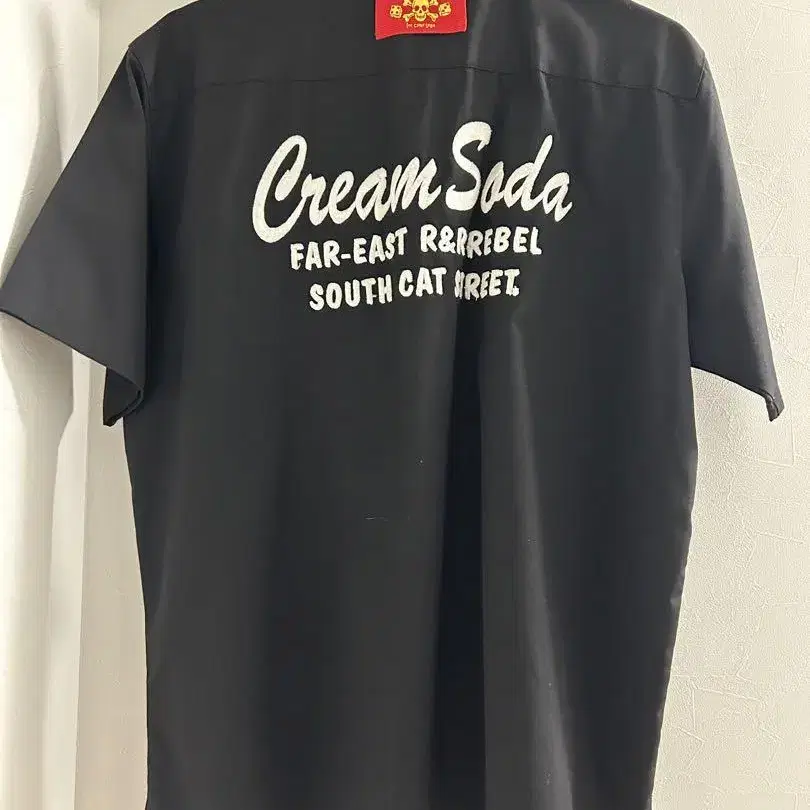 Cream Soda
FAR-EAST R&R REBEL
SOUTH CAT STREET.